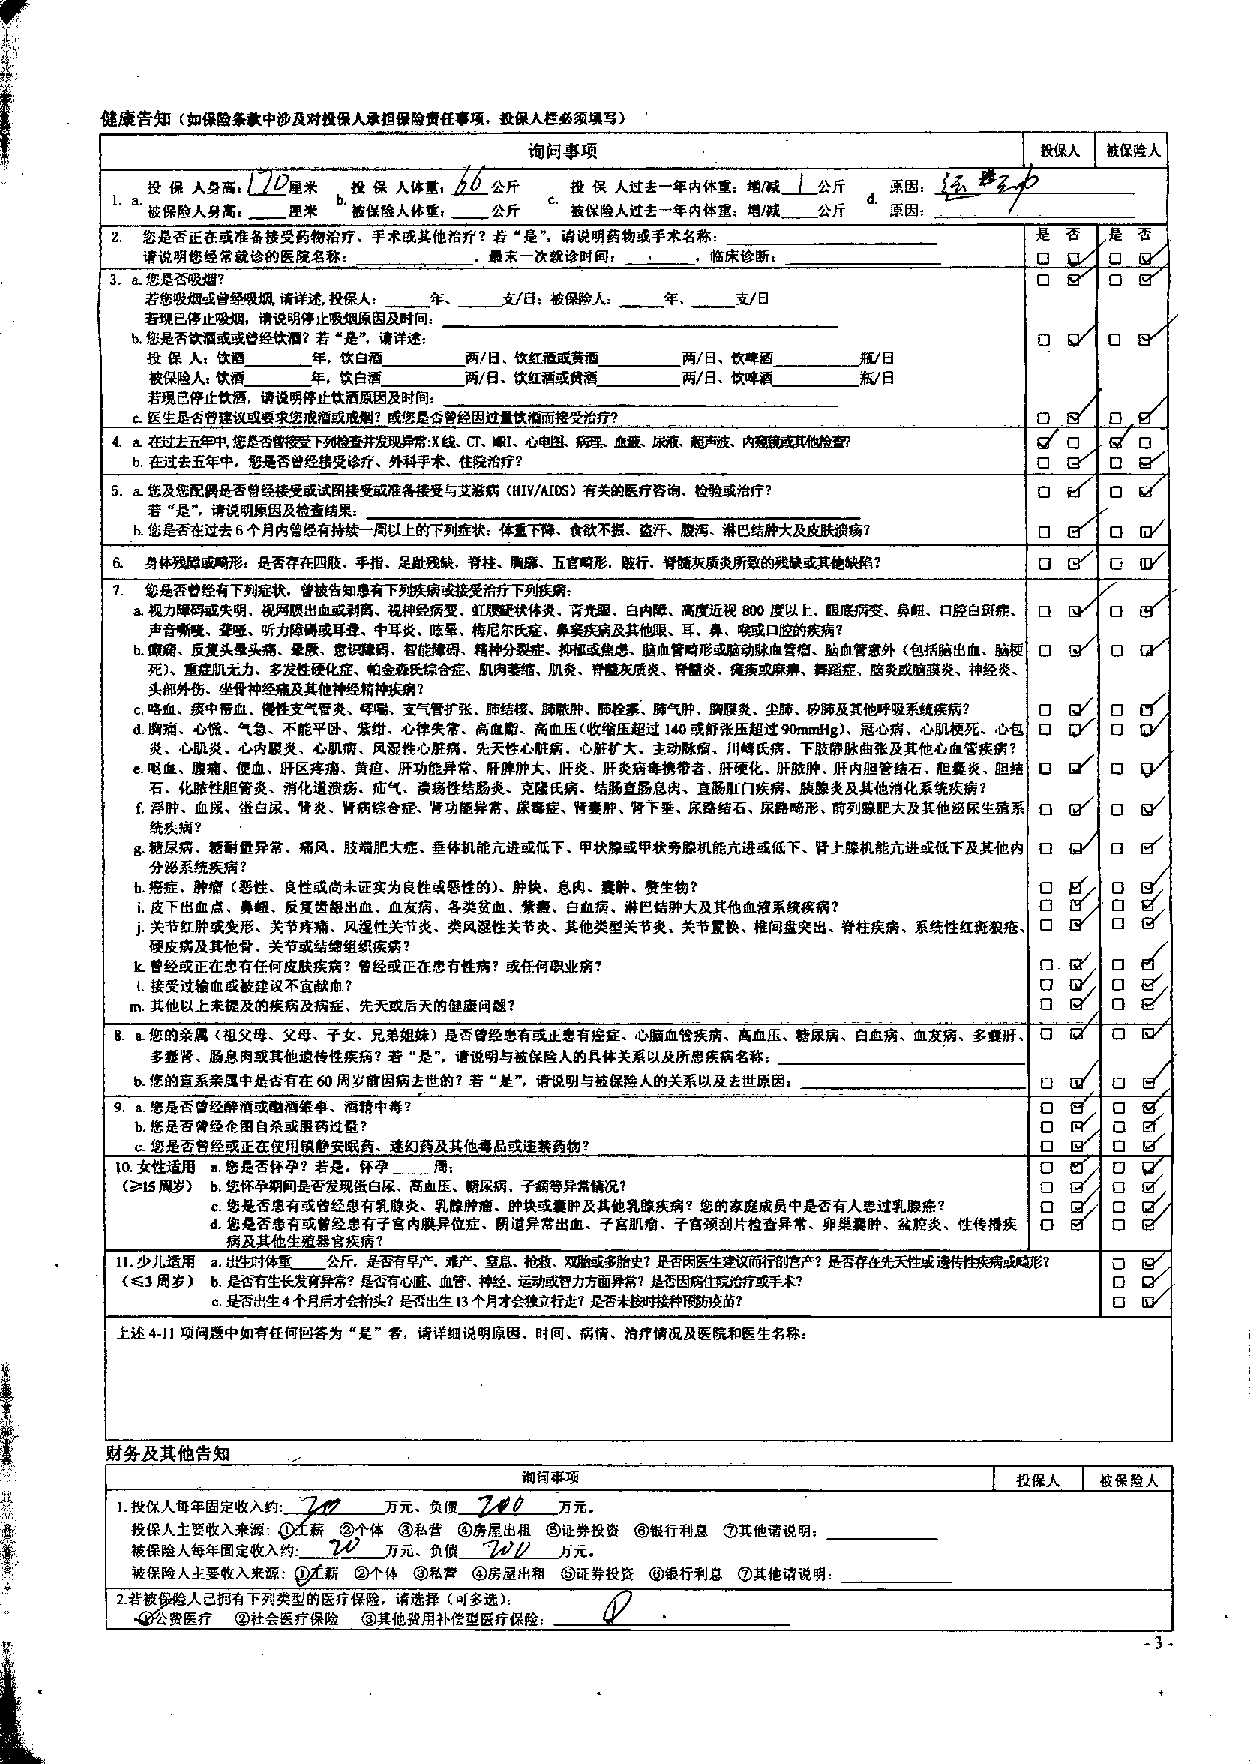 健康告知（如保险条款中涉及对投保人承担保险责任事项，投保人栏必须填写）
询问事项 投保人 被保险人
1. a. 投 保 人身高：170厘米 b. 投 保 人体重：66公斤 c. 投 保 人过去一年内体重：增/减 1 公斤 d. 原因：
被保险人身高：____厘米 被保险人体重：____公斤 被保险人过去一年内体重：增/减____公斤 原因：
2. 您是否正在或准备接受药物治疗、手术或其他治疗？若“是”，请说明药物或手术名称： 是 否 是 否
请说明您经常就诊的医院名称：____，最末一次就诊时间：____，临床诊断：____ □ ☑ □ ☑
3. a.您是否吸烟？ □ ☑ □ ☑
若您吸烟或曾经吸烟,请详述,投保人：____年、____支/日；被保险人：____年、____支/日
若现已停止吸烟，请说明停止吸烟原因及时间：
b.您是否饮酒或或曾经饮酒？若“是”，请详述： □ ☑ □ ☑
投 保 人：饮酒____年，饮白酒____两/日、饮红酒或黄酒____两/日、饮啤酒____瓶/日
被保险人：饮酒____年，饮白酒____两/日、饮红酒或黄酒____两/日、饮啤酒____瓶/日
若现已停止饮酒，请说明停止饮酒原因及时间：
c.医生是否曾建议或要求您戒酒或戒烟？或您是否曾经因过量饮酒而接受治疗？ □ ☑ □ ☑
4. a.在过去五年中,您是否曾接受下列检查并发现异常:X线、CT、MRI、心电图、病理、血液、尿液、超声波、内窥镜或其他检查？ ☑ □ ☑ □
b.在过去五年中，您是否曾经接受诊疗、外科手术、住院治疗？ □ ☑ □ ☑
5. a.您及您配偶是否曾经接受或试图接受或准备接受与艾滋病（HIV/AIDS）有关的医疗咨询、检验或治疗？ □ ☑ □ ☑
若“是”，请说明原因及检查结果：
b.您是否在过去6个月内曾经有持续一周以上的下列症状：体重下降、食欲不振、盗汗、腹泻、淋巴结肿大及皮肤溃疡？ □ ☑ □ ☑
6. 身体残障或畸形：是否存在四肢、手指、足趾残缺，脊柱、胸廓、五官畸形，跛行，脊髓灰质炎所致的残缺或其他缺陷？ □ ☑ □ ☑
7. 您是否曾经有下列症状，曾被告知患有下列疾病或接受治疗下列疾病：
a.视力障碍或失明，视网膜出血或剥离、视神经病变，虹膜症状体炎、青光眼、白内障、高度近视800度以上，眼底病变、鼻衄、口腔白斑症、 □ ☑ □ ☑
声音嘶哑、聋哑、听力障碍或耳聋、中耳炎、眩晕、梅尼尔氏症、鼻窦疾病及其他眼、耳、鼻、喉或口腔的疾病？
b.癫痫、反复头晕头痛、晕厥、意识障碍、智能障碍、精神分裂症、抑郁或焦虑、脑血管畸形或脑动脉血管瘤、脑血管意外（包括脑出血、脑梗 □ ☑ □ ☑
死）、重症肌无力、多发性硬化症、帕金森氏综合症、肌肉萎缩、肌炎、脊髓灰质炎、脊髓炎、瘫痪或麻痹、舞蹈症、脑炎或脑膜炎、神经炎、
头部外伤、坐骨神经痛及其他神经精神疾病？
c.咯血、痰中带血、慢性支气管炎、哮喘、支气管扩张、肺结核、肺脓肿、肺栓塞、肺气肿、胸膜炎、尘肺、矽肺及其他呼吸系统疾病？ □ ☑ □ ☑
d.胸痛、心慌、气急、不能平卧、紫绀、心律失常、高血脂、高血压(收缩压超过140或舒张压超过90mmHg)、冠心病、心肌梗死、心包 □ ☑ □ ☑
炎、心肌炎、心内膜炎、心肌病、风湿性心脏病、先天性心脏病、心脏扩大、主动脉瘤、川崎氏病、下肢静脉曲张及其他心血管疾病？
e.呕血、腹痛、便血、肝区疼痛、黄疸、肝功能异常、肝脾肿大、肝炎、肝炎病毒携带者、肝硬化、肝脓肿、肝内胆管结石、胆囊炎、胆结 □ ☑ □ ☑
石、化脓性胆管炎、消化道溃疡、疝气、溃疡性结肠炎、克隆氏病、结肠直肠息肉、直肠肛门疾病、胰腺炎及其他消化系统疾病？
f.浮肿、血尿、蛋白尿、肾炎、肾病综合症、肾功能异常、尿毒症、肾囊肿、肾下垂、尿路结石、尿路畸形、前列腺肥大及其他泌尿生殖系 □ ☑ □ ☑
统疾病？
g.糖尿病、糖耐量异常、痛风、肢端肥大症、垂体机能亢进或低下、甲状腺或甲状旁腺机能亢进或低下、肾上腺机能亢进或低下及其他内 □ ☑ □ ☑
分泌系统疾病？
h.癌症、肿瘤（恶性、良性或尚未证实为良性或恶性的）、肿块、息肉、囊肿、赘生物？ □ ☑ □ ☑
i.皮下出血点、鼻衄、反复齿龈出血、血友病、各类贫血、紫癜、白血病、淋巴结肿大及其他血液系统疾病？ □ ☑ □ ☑
j.关节红肿或变形、关节疼痛、风湿性关节炎、类风湿性关节炎、其他类型关节炎、关节置换、椎间盘突出、脊柱疾病、系统性红斑狼疮、 □ ☑ □ ☑
硬皮病及其他骨、关节或结缔组织疾病？
k.曾经或正在患有任何皮肤疾病？曾经或正在患有性病？或任何职业病？ □ ☑ □ ☑
l.接受过输血或被建议不宜献血？ □ ☑ □ ☑
m.其他以上未提及的疾病及病症、先天或后天的健康问题？ □ ☑ □ ☑
8. a.您的亲属（祖父母、父母、子女、兄弟姐妹）是否曾经患有或正患有癌症、心脑血管疾病、高血压、糖尿病、白血病、血友病、多囊肝、 □ ☑ □ ☑
多囊肾、肠息肉或其他遗传性疾病？若“是”，请说明与被保险人的具体关系以及所患疾病名称：
b.您的直系亲属中是否有在60周岁前因病去世的？若“是”，请说明与被保险人的关系以及去世原因： □ ☑ □ ☑
9. a.您是否曾经醉酒或酗酒肇事、酒精中毒？ □ ☑ □ ☑
b.您是否曾经企图自杀或服药过量？ □ ☑ □ ☑
c.您是否曾经或正在使用镇静安眠药、迷幻药及其他毒品或违禁药物？ □ ☑ □ ☑
10.女性适用 a.您是否怀孕？若是，怀孕____周； □ ☑ □ ☑
（≥15周岁） b.您怀孕期间是否发现蛋白尿、高血压、糖尿病、子痫等异常情况？ □ ☑ □ ☑
c.您是否患有或曾经患有乳腺炎、乳腺肿瘤、肿块或囊肿及其他乳腺疾病？您的家庭成员中是否有人患过乳腺癌？ □ ☑ □ ☑
d.您是否患有或曾经患有子宫内膜异位症、阴道异常出血、子宫肌瘤、子宫颈刮片检查异常、卵巢囊肿、盆腔炎、性传播疾 □ ☑ □ ☑
病及其他生殖器官疾病？
11.少儿适用 a.出生时体重____公斤，是否有早产、难产、窒息、抢救、双胎或多胎史？是否因医生建议而行剖宫产？是否存在先天性或遗传性疾病或畸形？ □ ☑
（≤3周岁） b.是否有生长发育异常？是否有心脏、血管、神经、运动或智力方面异常？是否因病住院治疗或手术？ □ ☑
c.是否出生4个月后才会抬头？是否出生13个月才会独立行走？是否未按时接种预防疫苗？ □ ☑
上述4-11项问题中如有任何回答为“是”者，请详细说明原因、时间、病情、治疗情况及医院和医生名称：
财务及其他告知
询问事项 投保人 被保险人
1.投保人每年固定收入约：20 万元、负债 200 万元。
投保人主要收入来源：①工薪 ②个体 ③私营 ④房屋出租 ⑤证券投资 ⑥银行利息 ⑦其他请说明：
被保险人每年固定收入约：20 万元、负债 200 万元。
被保险人主要收入来源：①工薪 ②个体 ③私营 ④房屋出租 ⑤证券投资 ⑥银行利息 ⑦其他请说明：
2.若被保险人已拥有下列类型的医疗保险，请选择（可多选）：
①公费医疗 ②社会医疗保险 ③其他费用补偿型医疗保险：①
- 3 -